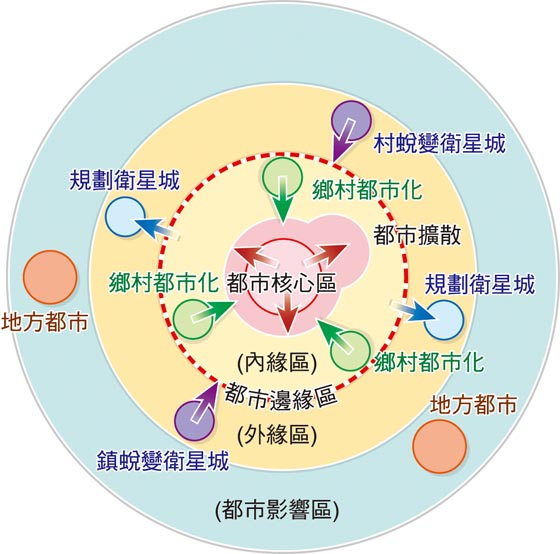 村蛻變衛星城
規劃衛星城
鄉村都市化
都市擴散
鄉村都市化
都市核心區
規劃衛星城
地方都市
(內緣區)
鄉村都市化
都市邊緣區
地方都市
(外緣區)
鎮蛻變衛星城
(都市影響區)